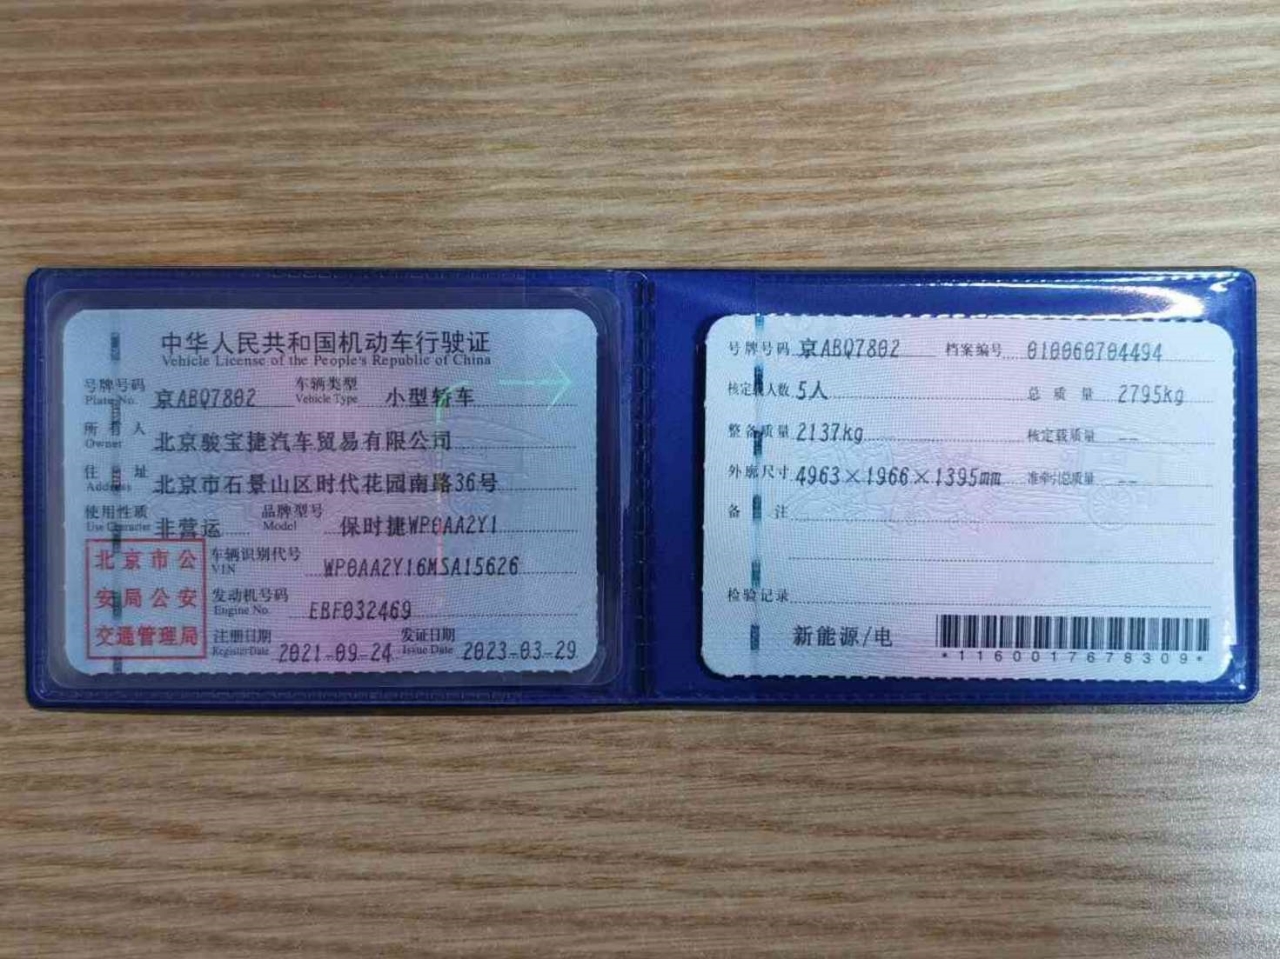 中华人民共和国机动车行驶证
Vehicle License of the People's Republic of China
号牌号码 京ABQ7802 车辆类型 小型轿车
Plate No. Vehicle Type
所有人 北京骏宝捷汽车贸易有限公司
Owner
住址 北京市石景山区时代花园南路36号
Address
使用性质 非营运 品牌型号 保时捷WP0AA2Y1
Use Character Model
北京市公
安局公安
交通管理局
车辆识别代号 WP0AA2Y16MSA15626
VIN
发动机号码 EBF032469
Engine No.
注册日期 2021-09-24 发证日期 2023-03-29
Register Date Issue Date
号牌号码 京ABQ7802 档案编号 010060704494
核定载人数 5人 总质量 2795kg
整备质量 2137kg 核定载质量 --
外廓尺寸 4963×1966×1395mm 准牵引总质量 --
备注
检验记录
新能源/电
*1160017678309*